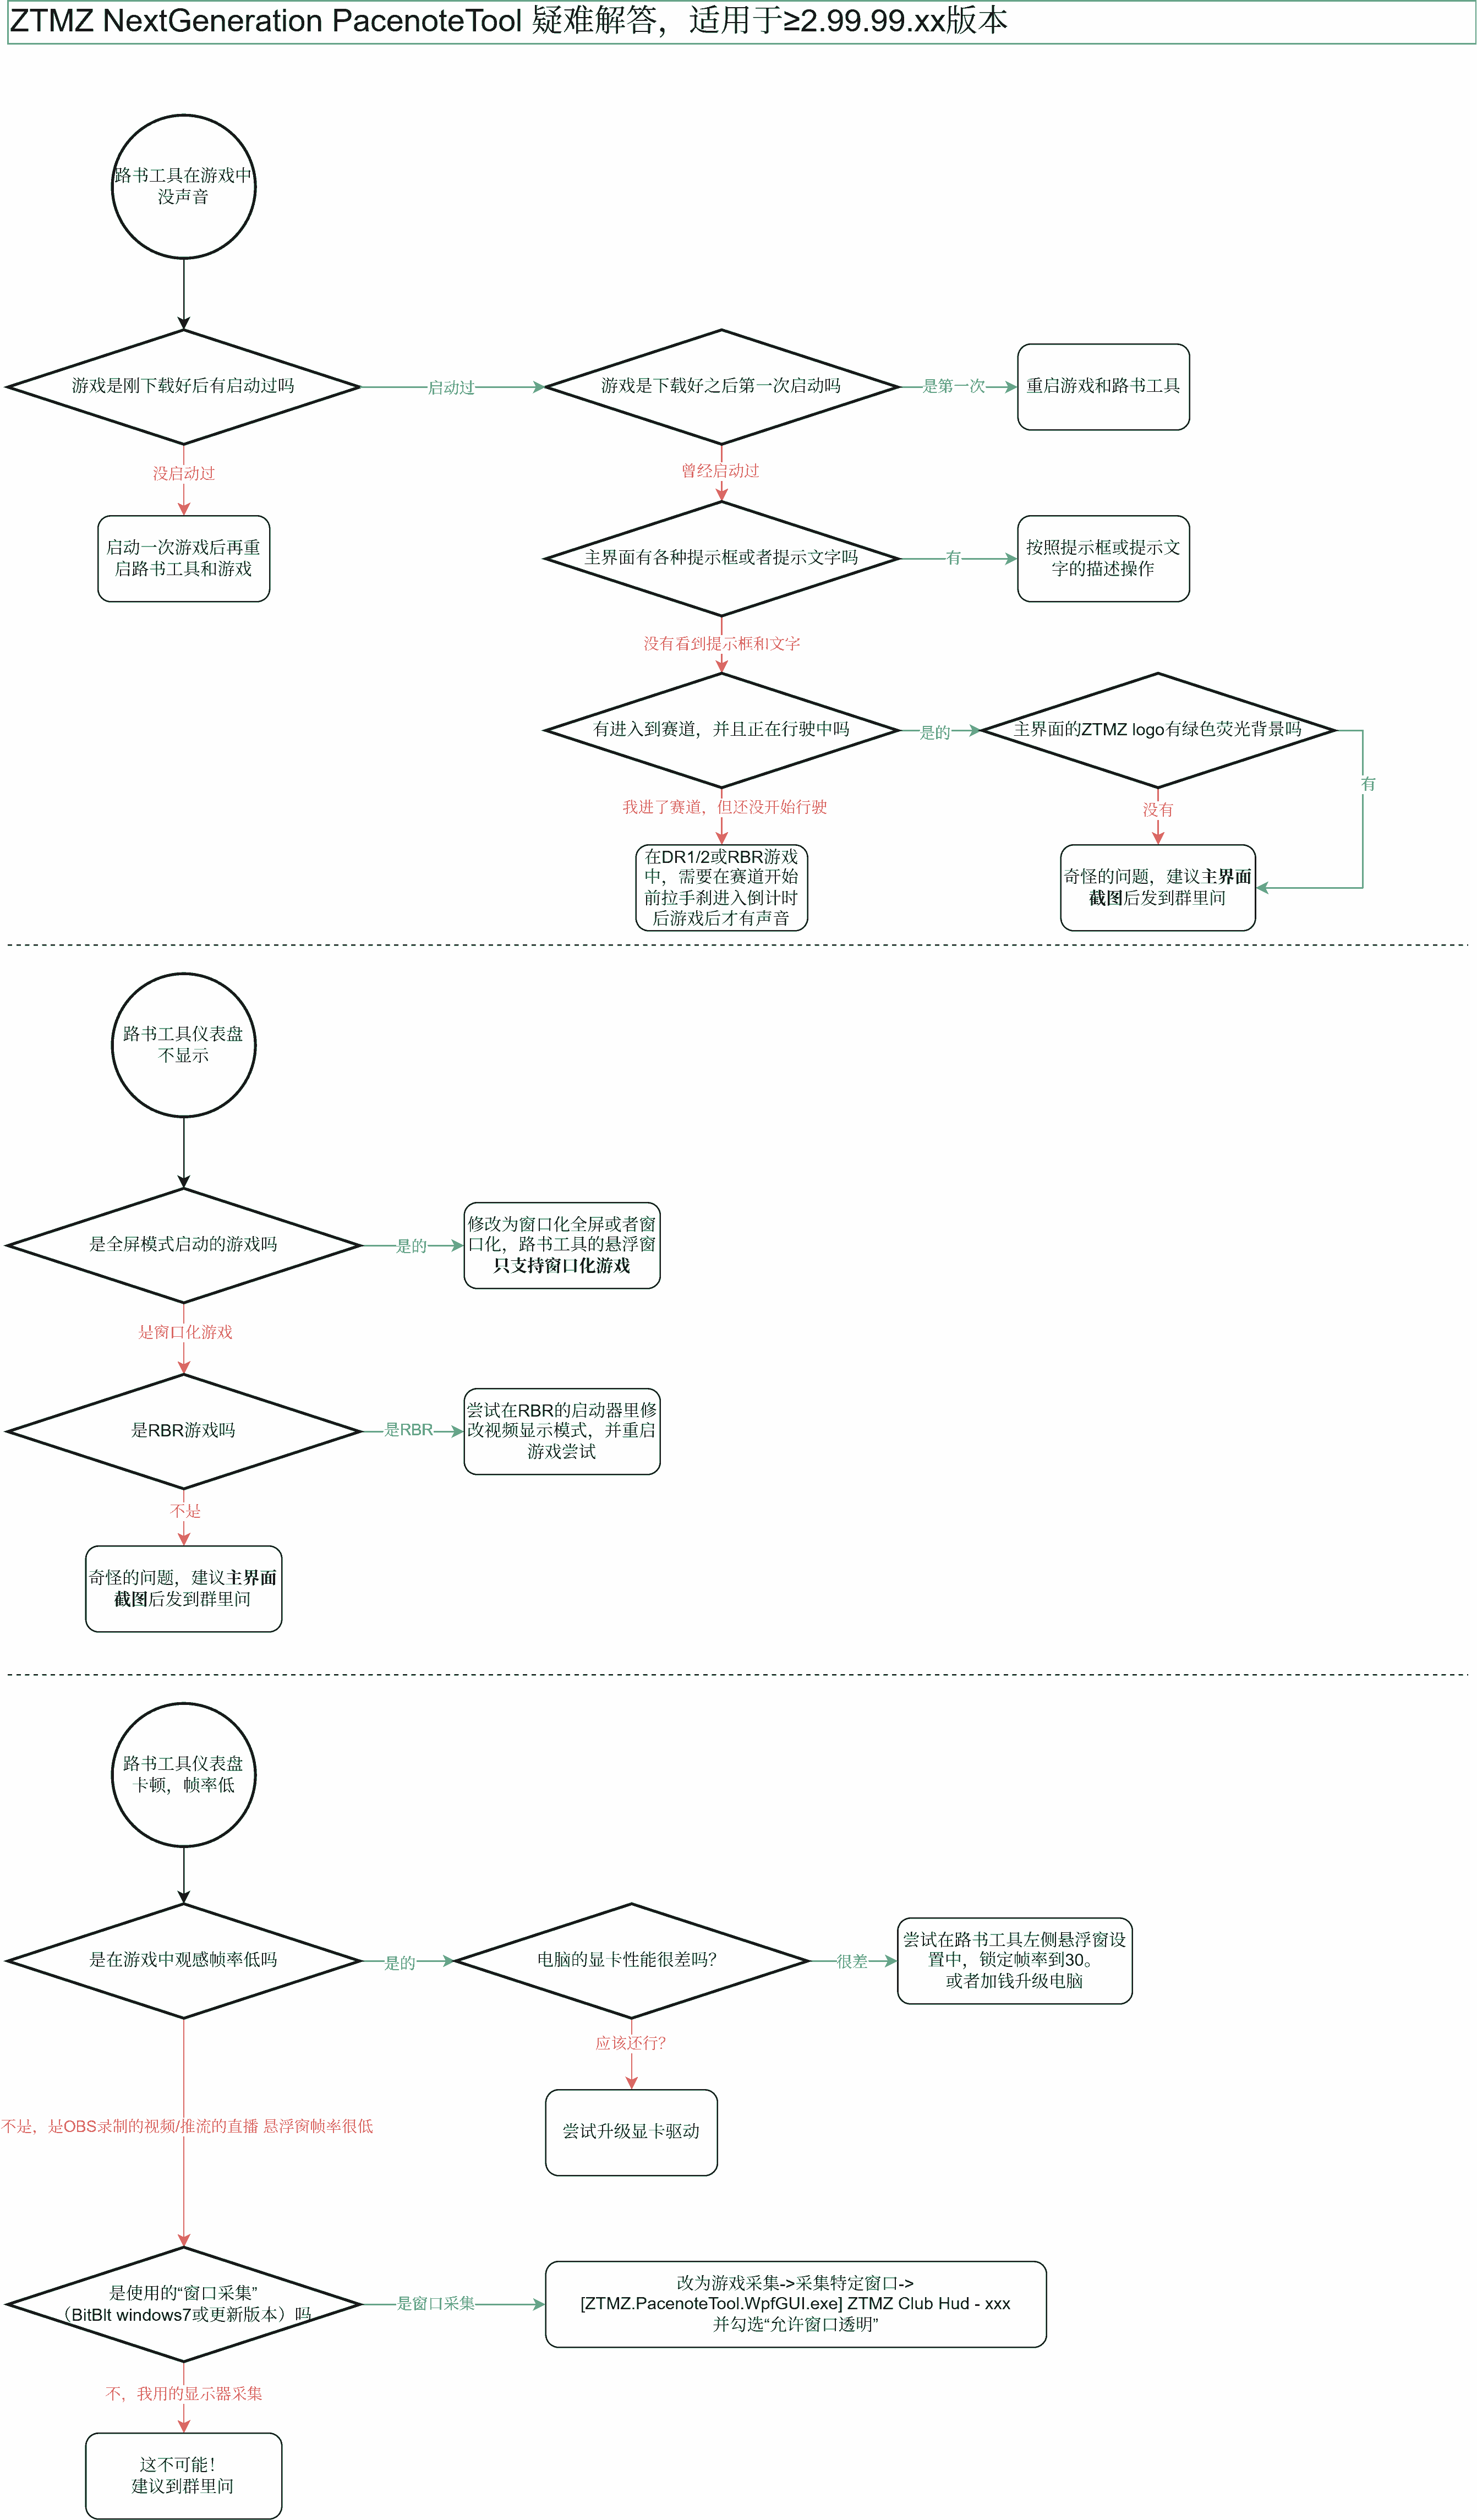 ZTMZ NextGeneration PacenoteTool 疑难解答，适用于≥2.99.99.xx版本
路书工具在游戏中
没声音
游戏是刚下载好后有启动过吗
启动过
游戏是下载好之后第一次启动吗
是第一次
重启游戏和路书工具
没启动过
曾经启动过
启动一次游戏后再重
启路书工具和游戏
主界面有各种提示框或者提示文字吗
有
按照提示框或提示文
字的描述操作
没有看到提示框和文字
有进入到赛道，并且正在行驶中吗
是的
主界面的ZTMZ logo有绿色荧光背景吗
有
我进了赛道，但还没开始行驶
没有
在DR1/2或RBR游戏
中，需要在赛道开始
前拉手刹进入倒计时
后游戏后才有声音
奇怪的问题，建议主界面
截图后发到群里问
路书工具仪表盘
不显示
是全屏模式启动的游戏吗
是的
修改为窗口化全屏或者窗
口化，路书工具的悬浮窗
只支持窗口化游戏
是窗口化游戏
是RBR游戏吗
是RBR
尝试在RBR的启动器里修
改视频显示模式，并重启
游戏尝试
不是
奇怪的问题，建议主界面
截图后发到群里问
路书工具仪表盘
卡顿，帧率低
是在游戏中观感帧率低吗
是的
电脑的显卡性能很差吗？
很差
尝试在路书工具左侧悬浮窗设
置中，锁定帧率到30。
或者加钱升级电脑
应该还行？
尝试升级显卡驱动
不是，是OBS录制的视频/推流的直播 悬浮窗帧率很低
是使用的“窗口采集”
（BitBlt windows7或更新版本）吗
是窗口采集
改为游戏采集->采集特定窗口->
[ZTMZ.PacenoteTool.WpfGUI.exe] ZTMZ Club Hud - xxx
并勾选“允许窗口透明”
不，我用的显示器采集
这不可能！
建议到群里问